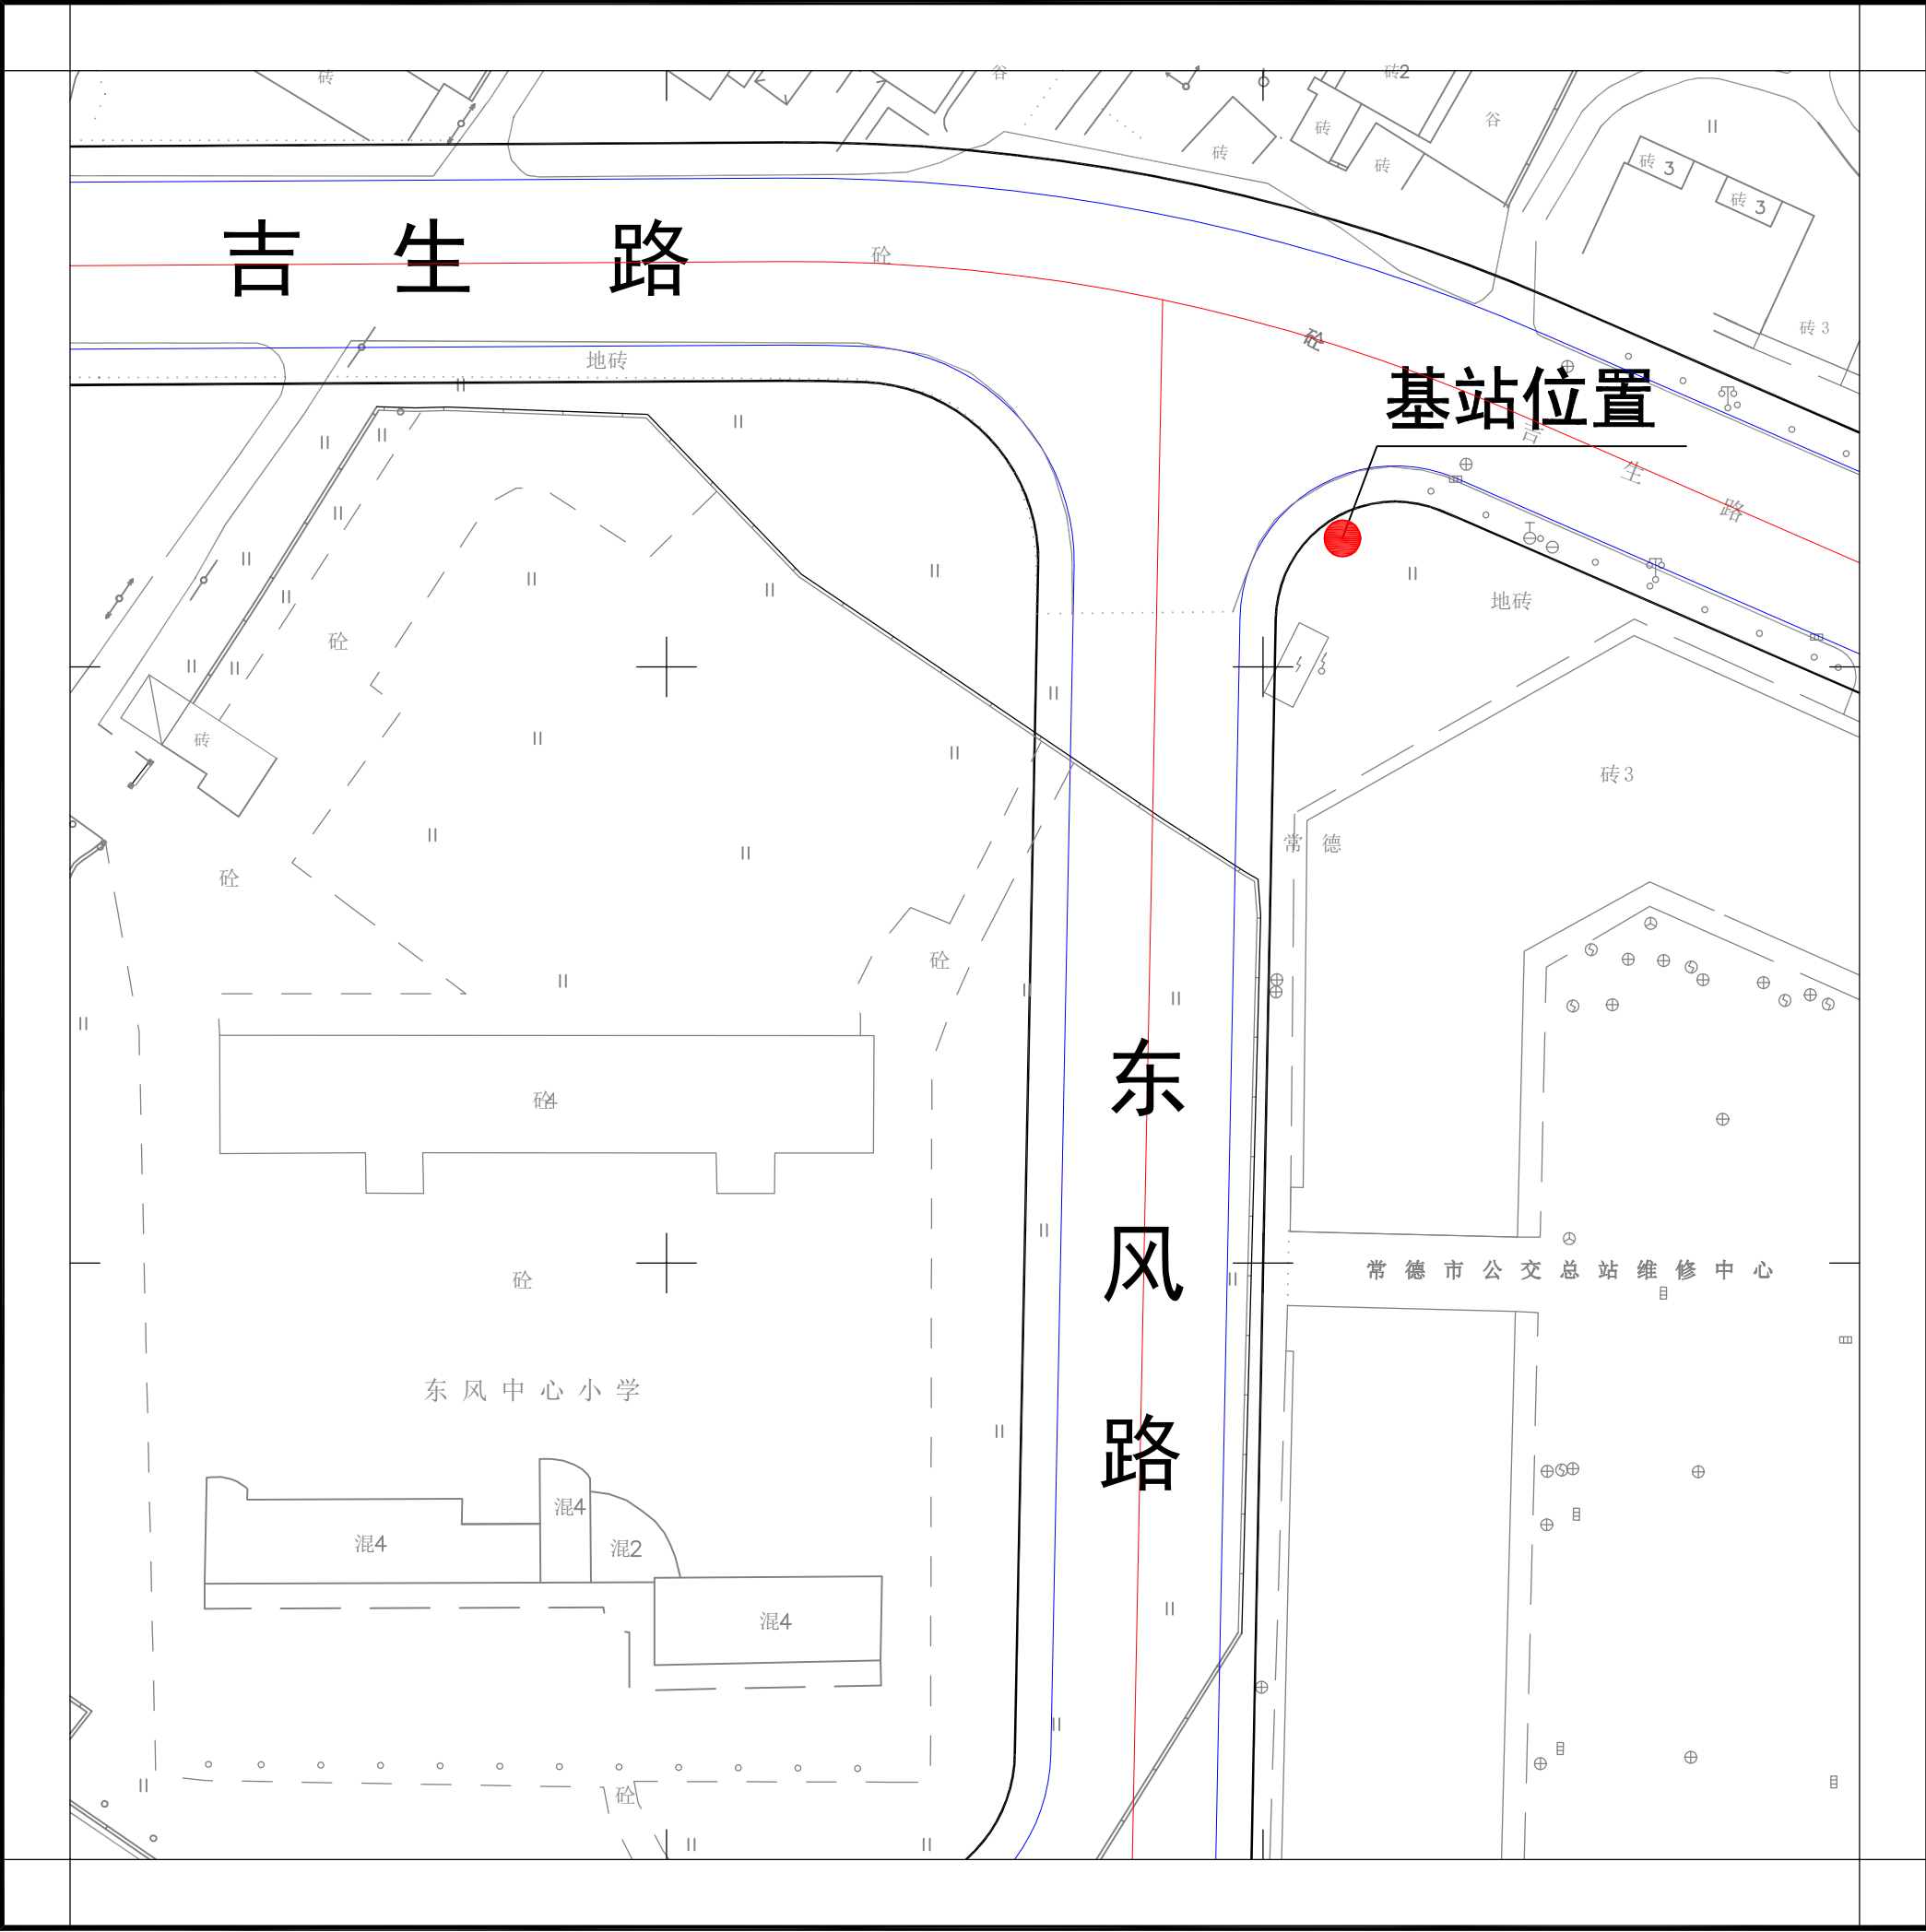 砖
谷
砖2
谷
砖
砖
砖
砖 3
砖 3
吉生路
砼
砖 3
砼
地砖
基站位置
吉生路
地砖
砼
砖
砖3
常德
砼
砼
东风路
砼4
常德市公交总站维修中心
砼
东风中心小学
混4
混4
混2
混4
砼